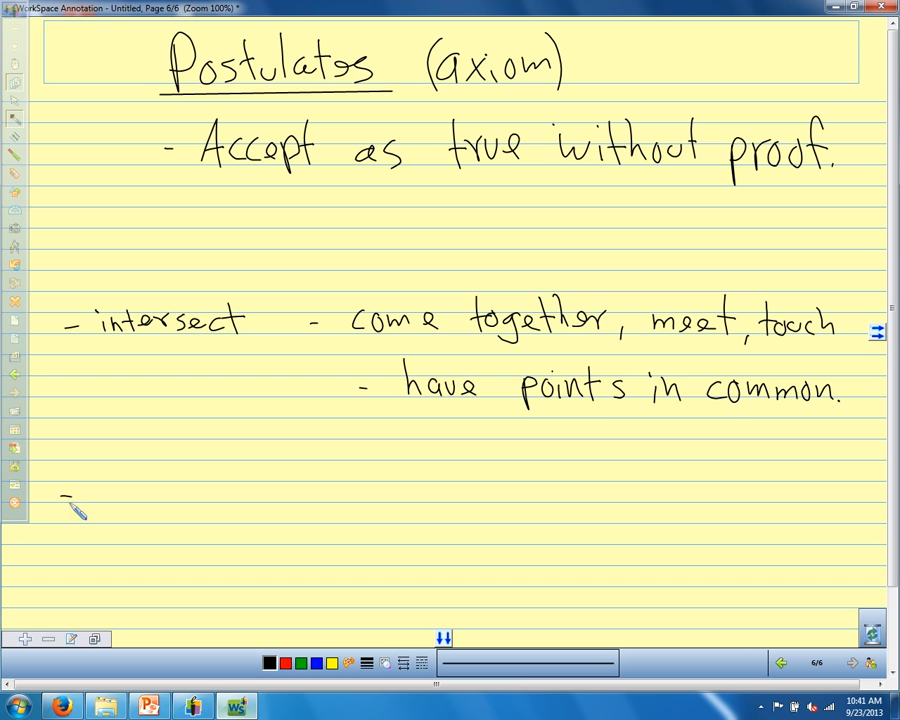 WorkSpace Annotation - Untitled, Page 6/6 (Zoom 100%) *
Postulates (axiom)
- Accept as true without proof.
- intersect - come together, meet, touch
- have points in common.
-
6/6
10:41 AM
9/23/2013